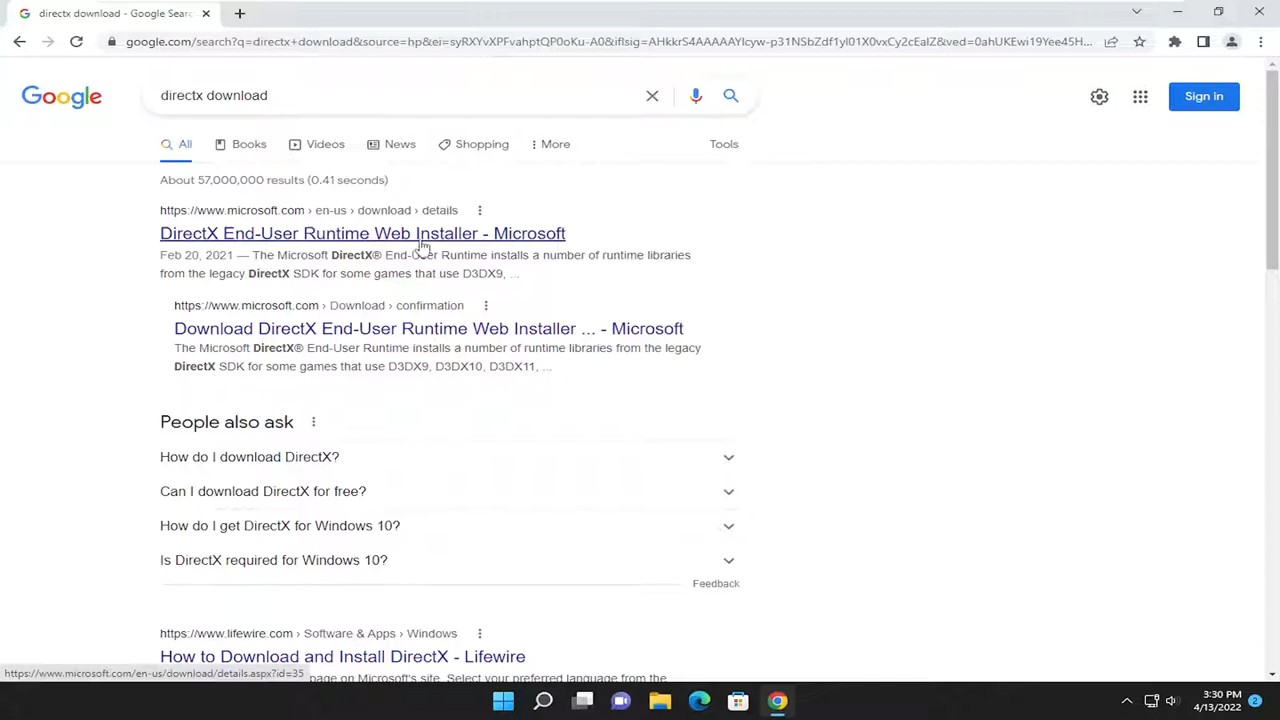 directx download - Google Searc
google.com/search?q=directx+download&source=hp&ei=syRXYvXPFvahptQP0oKu-A0&iflsig=AHkkrS4AAAAAYlcyw-p31NSbZdf1yl01X0vxCy2cEalZ&ved=0ahUKEwi19Yee45H...
Google
directx download
Sign in
All Books Videos News Shopping More Tools
About 57,000,000 results (0.41 seconds)
https://www.microsoft.com › en-us › download › details
DirectX End-User Runtime Web Installer - Microsoft
Feb 20, 2021 — The Microsoft DirectX® End-User Runtime installs a number of runtime libraries
from the legacy DirectX SDK for some games that use D3DX9, ...
https://www.microsoft.com › Download › confirmation
Download DirectX End-User Runtime Web Installer ... - Microsoft
The Microsoft DirectX® End-User Runtime installs a number of runtime libraries from the legacy
DirectX SDK for some games that use D3DX9, D3DX10, D3DX11, ...
People also ask
How do I download DirectX?
Can I download DirectX for free?
How do I get DirectX for Windows 10?
Is DirectX required for Windows 10?
Feedback
https://www.lifewire.com › Software & Apps › Windows
How to Download and Install DirectX - Lifewire
https://www.microsoft.com/en-us/download/details.aspx?id=35
page on Microsoft's site. Select your preferred language from the
3:30 PM
4/13/2022
2